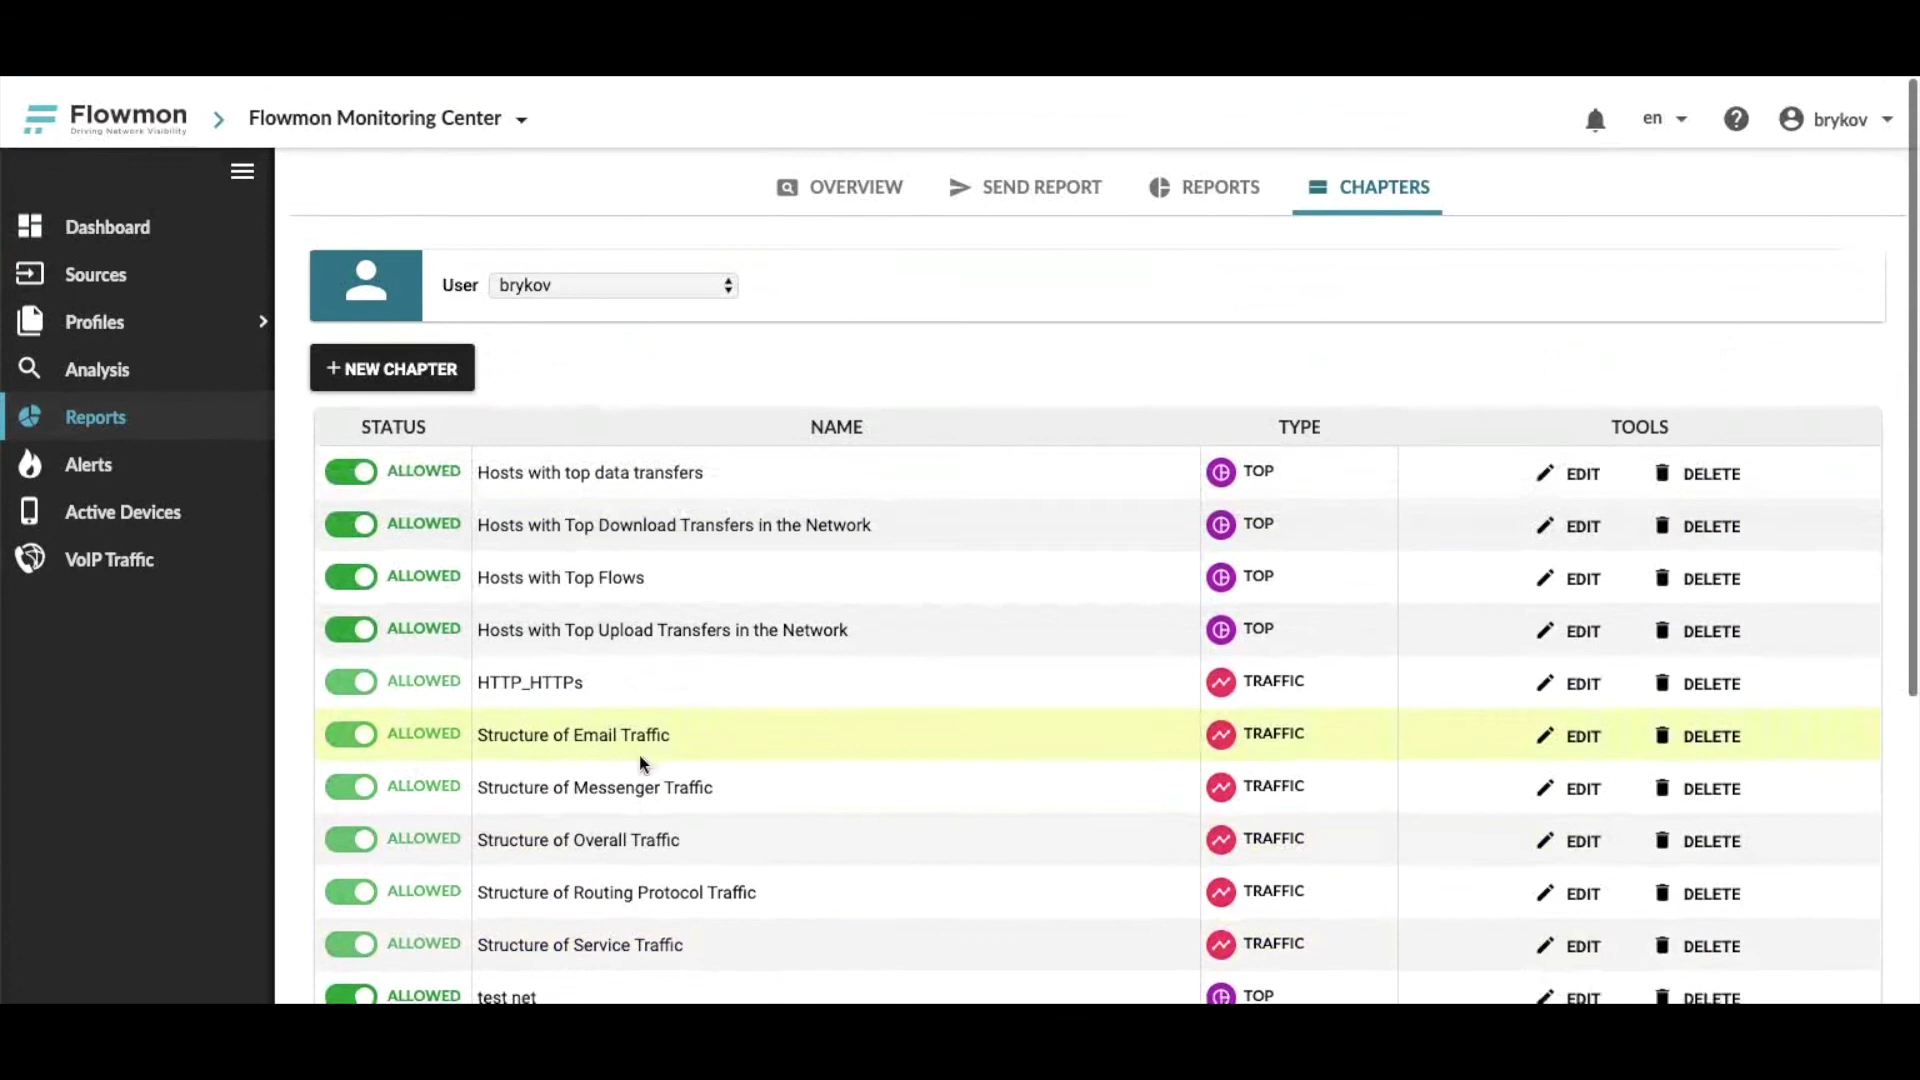 Flowmon
Driving Network Visibility
Flowmon Monitoring Center
en
brykov
OVERVIEW
SEND REPORT
REPORTS
CHAPTERS
Dashboard
Sources
Profiles
Analysis
Reports
Alerts
Active Devices
VoIP Traffic
User brykov
+ NEW CHAPTER
STATUS NAME TYPE TOOLS
ALLOWED Hosts with top data transfers TOP EDIT DELETE
ALLOWED Hosts with Top Download Transfers in the Network TOP EDIT DELETE
ALLOWED Hosts with Top Flows TOP EDIT DELETE
ALLOWED Hosts with Top Upload Transfers in the Network TOP EDIT DELETE
ALLOWED HTTP_HTTPs TRAFFIC EDIT DELETE
ALLOWED Structure of Email Traffic TRAFFIC EDIT DELETE
ALLOWED Structure of Messenger Traffic TRAFFIC EDIT DELETE
ALLOWED Structure of Overall Traffic TRAFFIC EDIT DELETE
ALLOWED Structure of Routing Protocol Traffic TRAFFIC EDIT DELETE
ALLOWED Structure of Service Traffic TRAFFIC EDIT DELETE
ALLOWED test net TOP EDIT DELETE